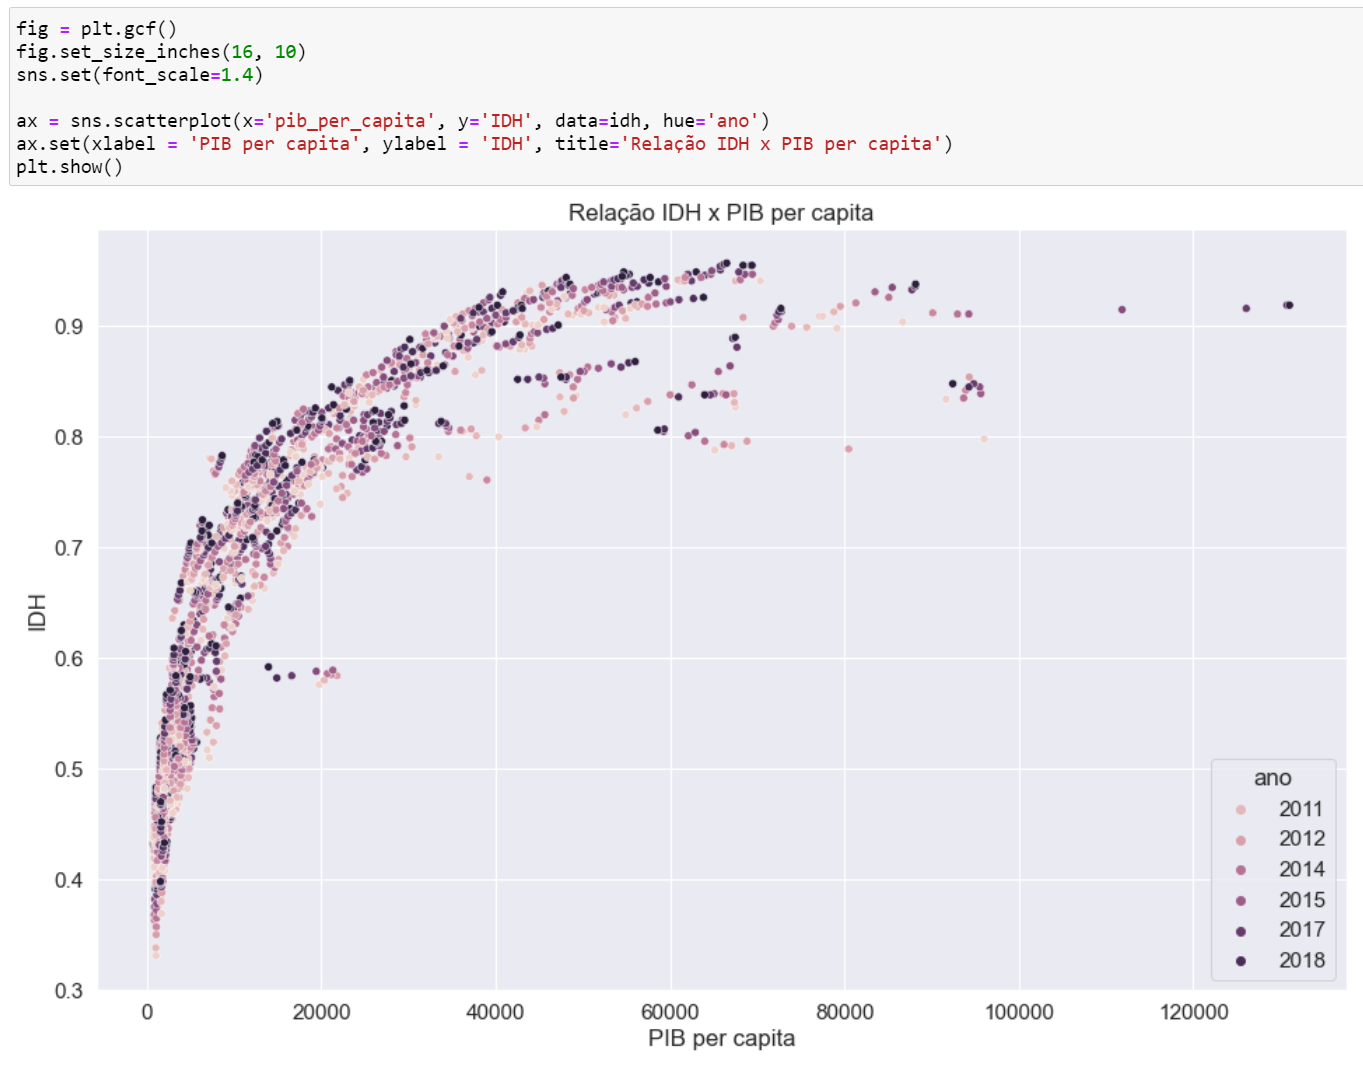 fig = plt.gcf()
fig.set_size_inches(16, 10)
sns.set(font_scale=1.4)
ax = sns.scatterplot(x='pib_per_capita', y='IDH', data=idh, hue='ano')
ax.set(xlabel = 'PIB per capita', ylabel = 'IDH', title='Relação IDH x PIB per capita')
plt.show()
Relação IDH x PIB per capita
0.9
0.8
0.7
0.6
0.5
0.4
0.3
IDH
ano
2011
2012
2014
2015
2017
2018
0 20000 40000 60000 80000 100000 120000
PIB per capita